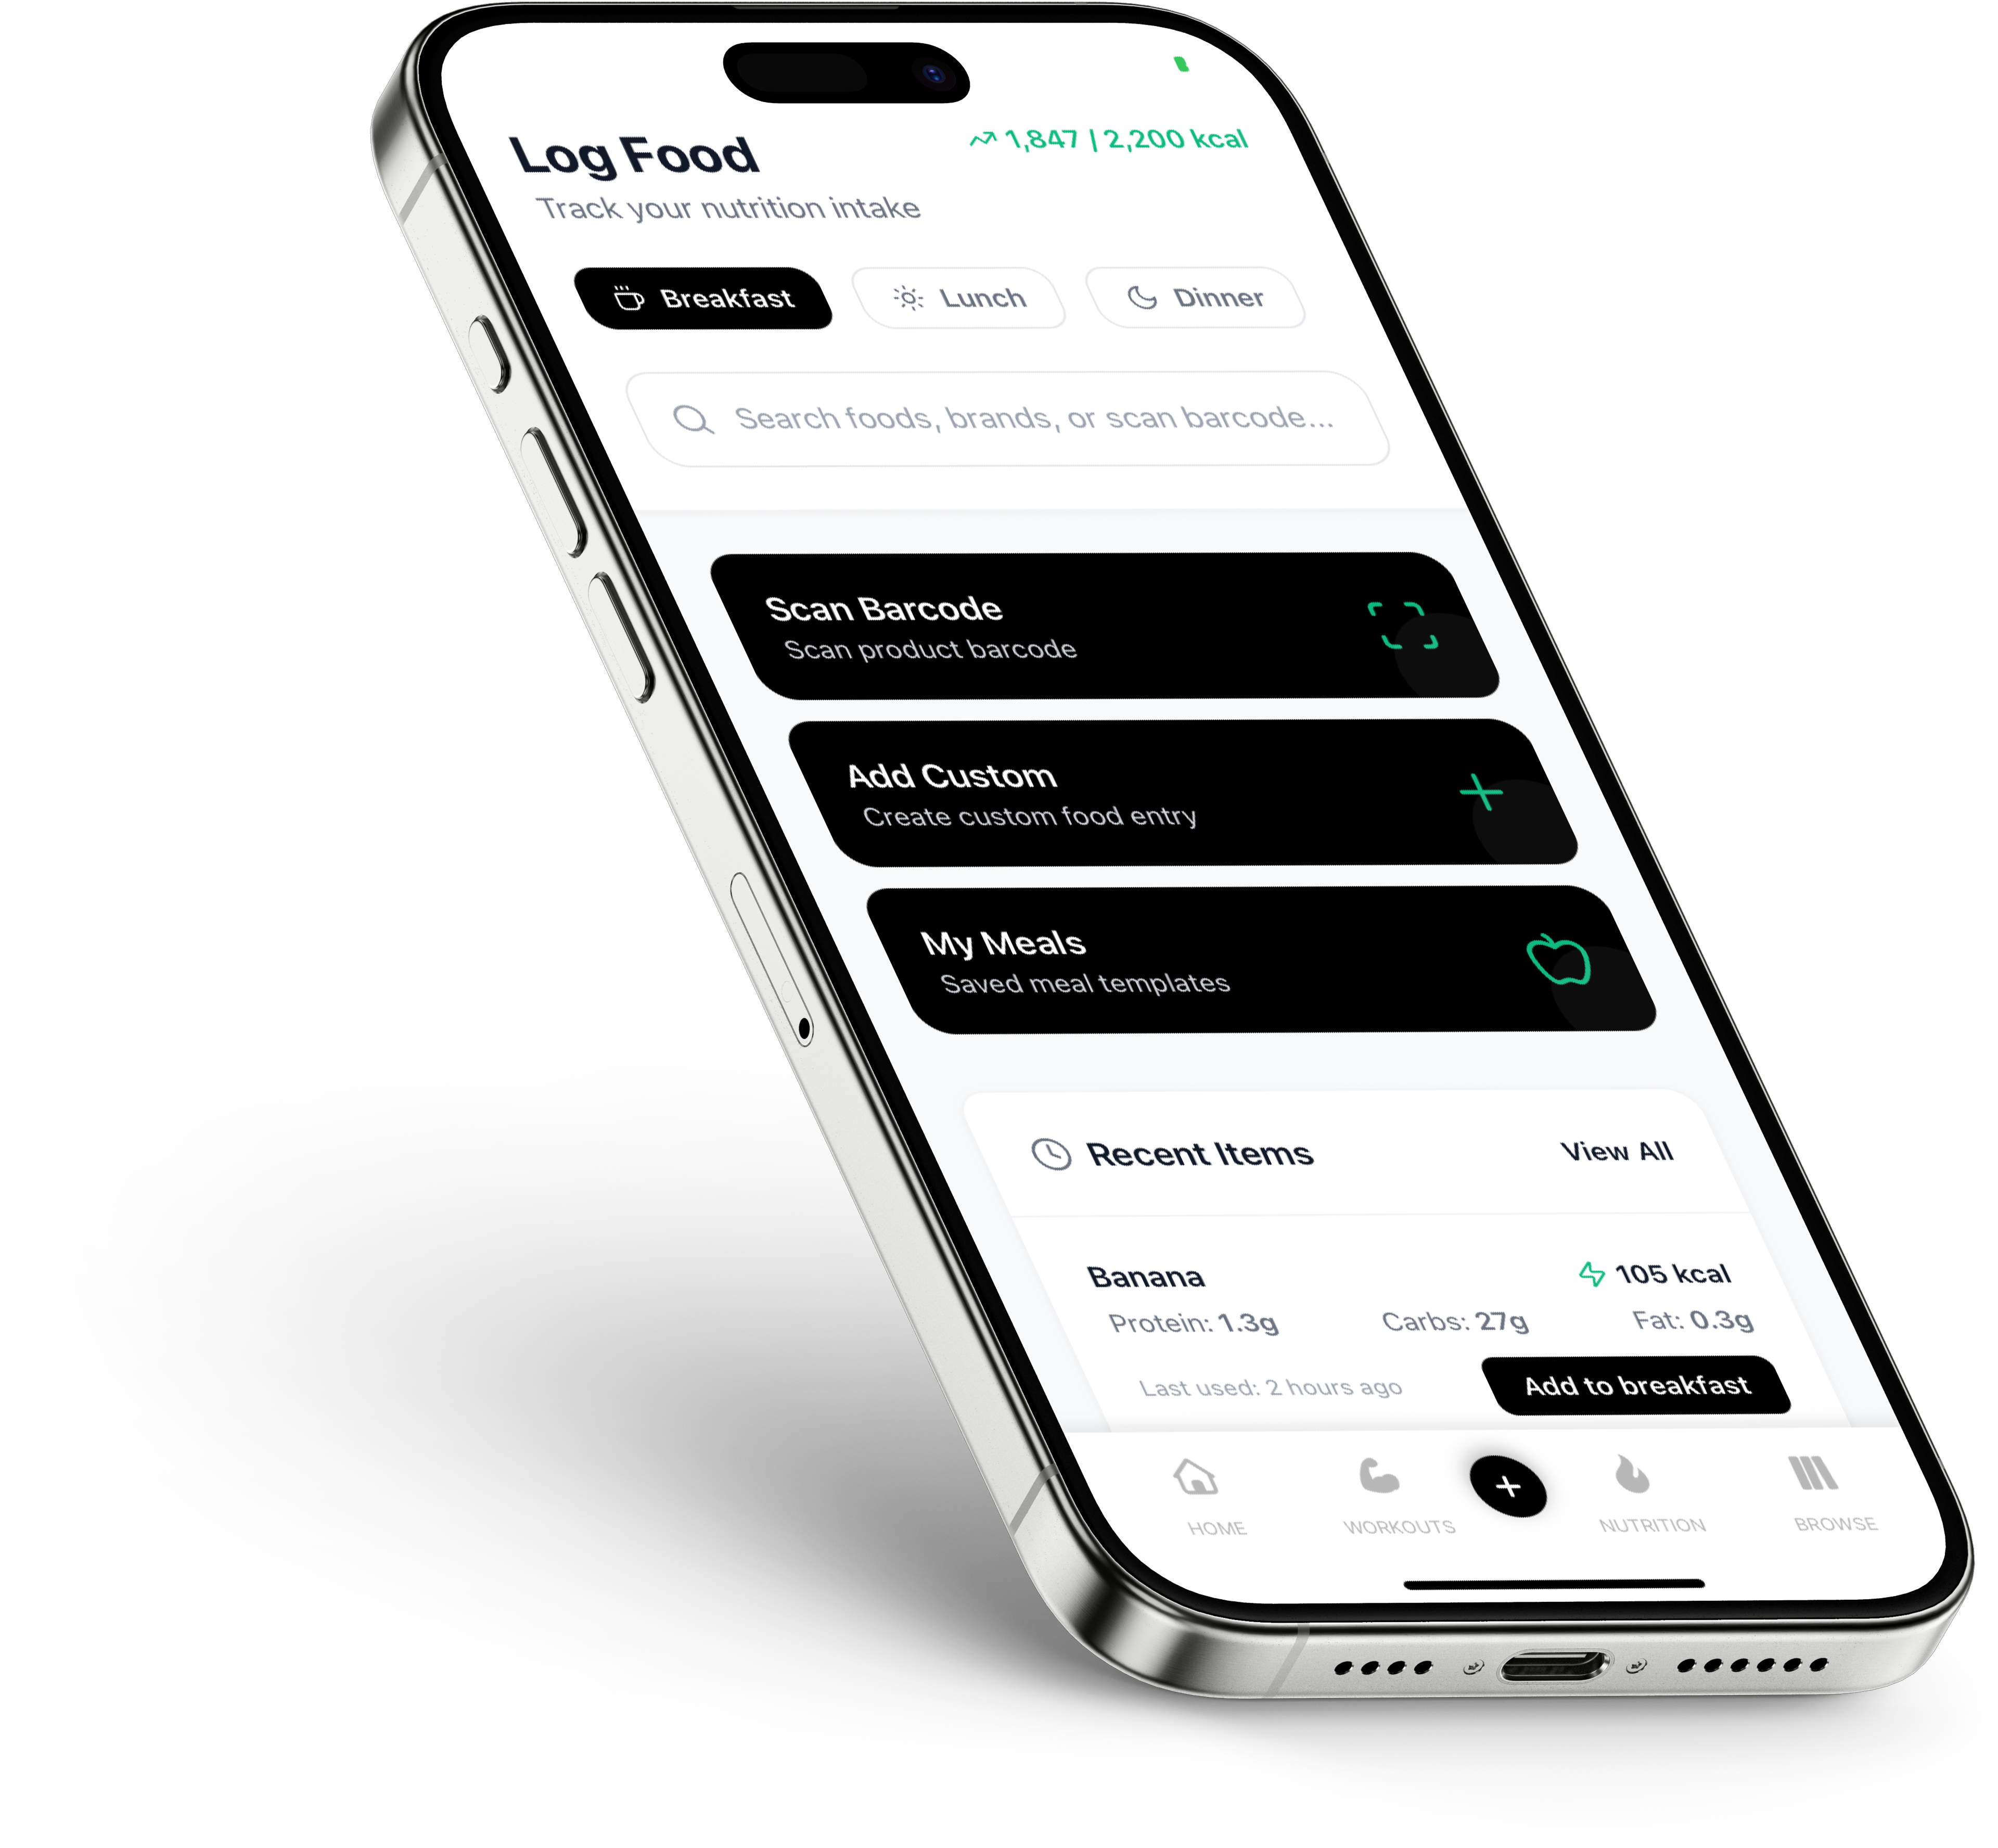 Log Food
1,847 | 2,200 kcal
Track your nutrition intake
Breakfast
Lunch
Dinner
Search foods, brands, or scan barcode...
Scan Barcode
Scan product barcode
Add Custom
Create custom food entry
My Meals
Saved meal templates
Recent Items
View All
Banana
105 kcal
Protein: 1.3g
Carbs: 27g
Fat: 0.3g
Last used: 2 hours ago
Add to breakfast
HOME
WORKOUTS
NUTRITION
BROWSE